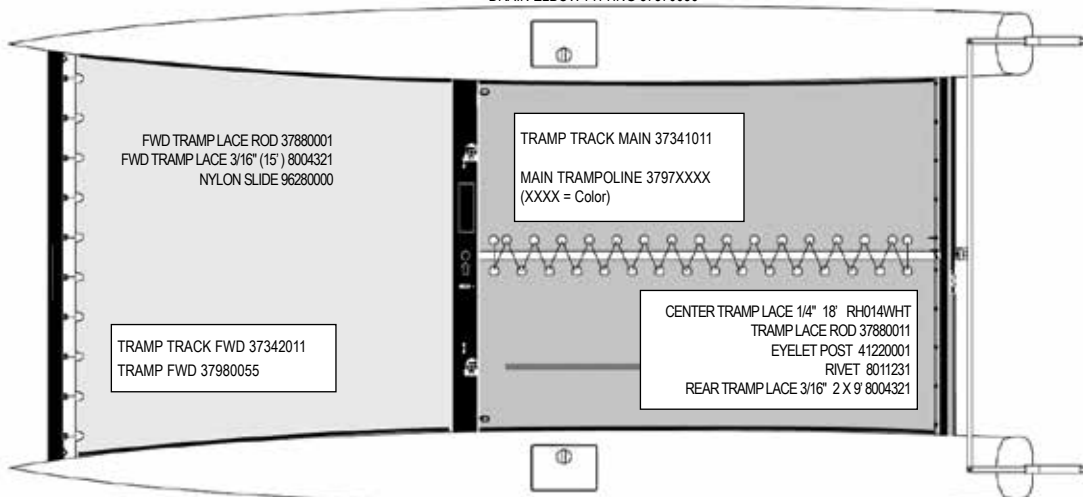 FWD TRAMP LACE ROD 37880001
FWD TRAMP LACE 3/16" (15') 8004321
NYLON SLIDE 96280000
TRAMP TRACK MAIN 37341011
MAIN TRAMPOLINE 3797XXXX
(XXXX = Color)
TRAMP TRACK FWD 37342011
TRAMP FWD 37980055
CENTER TRAMP LACE 1/4" 18' RH014WHT
TRAMP LACE ROD 37880011
EYELET POST 41220001
RIVET 8011231
REAR TRAMP LACE 3/16" 2 X 9' 8004321